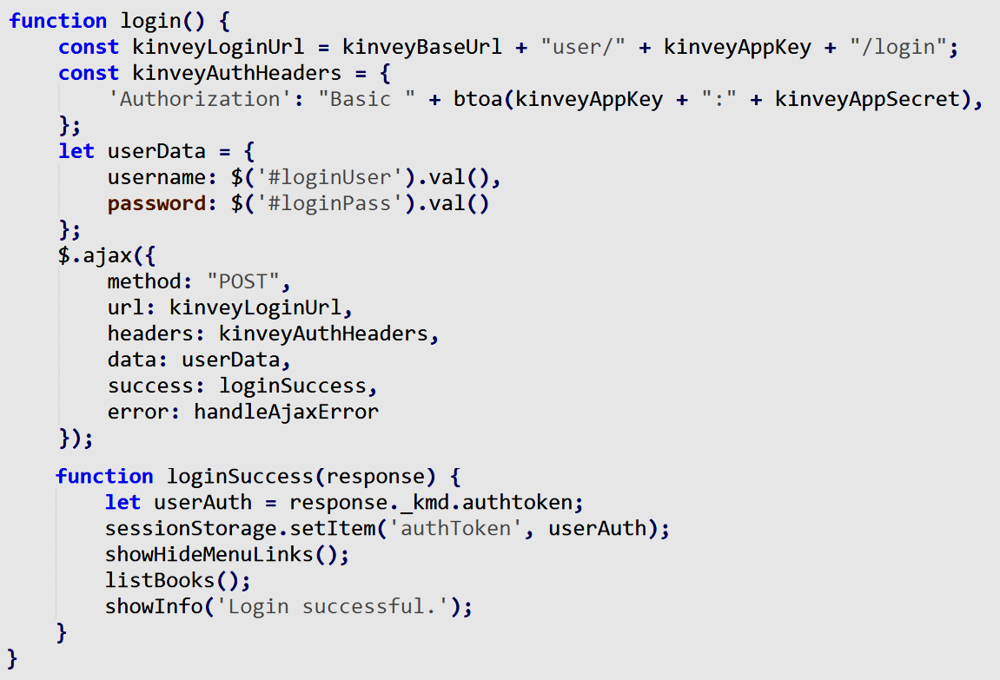 function login() {
    const kinveyLoginUrl = kinveyBaseUrl + "user/" + kinveyAppKey + "/login";
    const kinveyAuthHeaders = {
        'Authorization': "Basic " + btoa(kinveyAppKey + ":" + kinveyAppSecret),
    };
    let userData = {
        username: $('#loginUser').val(),
        password: $('#loginPass').val()
    };
    $.ajax({
        method: "POST",
        url: kinveyLoginUrl,
        headers: kinveyAuthHeaders,
        data: userData,
        success: loginSuccess,
        error: handleAjaxError
    });
    function loginSuccess(response) {
        let userAuth = response._kmd.authtoken;
        sessionStorage.setItem('authToken', userAuth);
        showHideMenuLinks();
        listBooks();
        showInfo('Login successful.');
    }
}